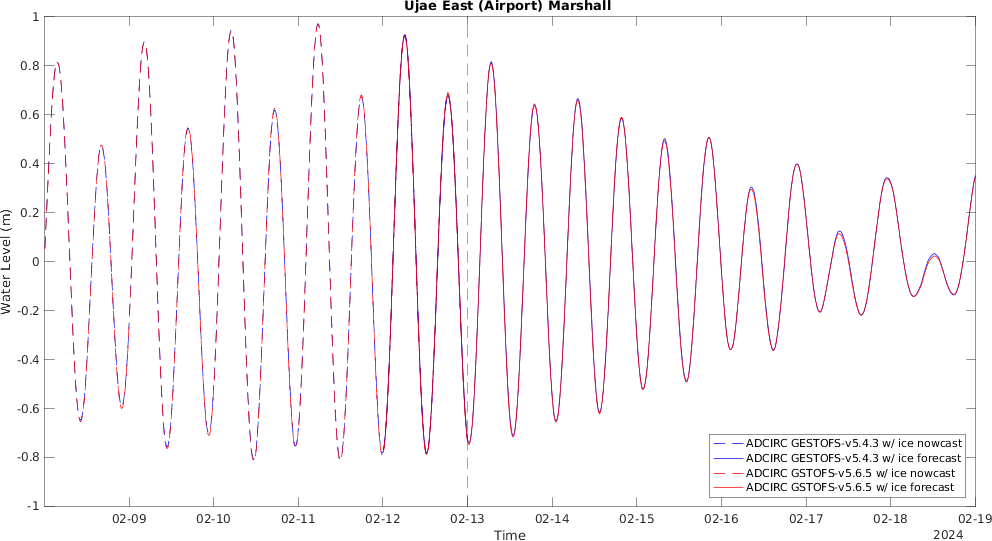 Ujae East (Airport) Marshall
Water Level (m)
1
0.8
0.6
0.4
0.2
0
-0.2
-0.4
-0.6
-0.8
-1
ADCIRC GESTOFS-v5.4.3 w/ ice nowcast
ADCIRC GESTOFS-v5.4.3 w/ ice forecast
ADCIRC GSTOFS-v5.6.5 w/ ice nowcast
ADCIRC GSTOFS-v5.6.5 w/ ice forecast
02-09 02-10 02-11 02-12 02-13 02-14 02-15 02-16 02-17 02-18 02-19
Time
2024